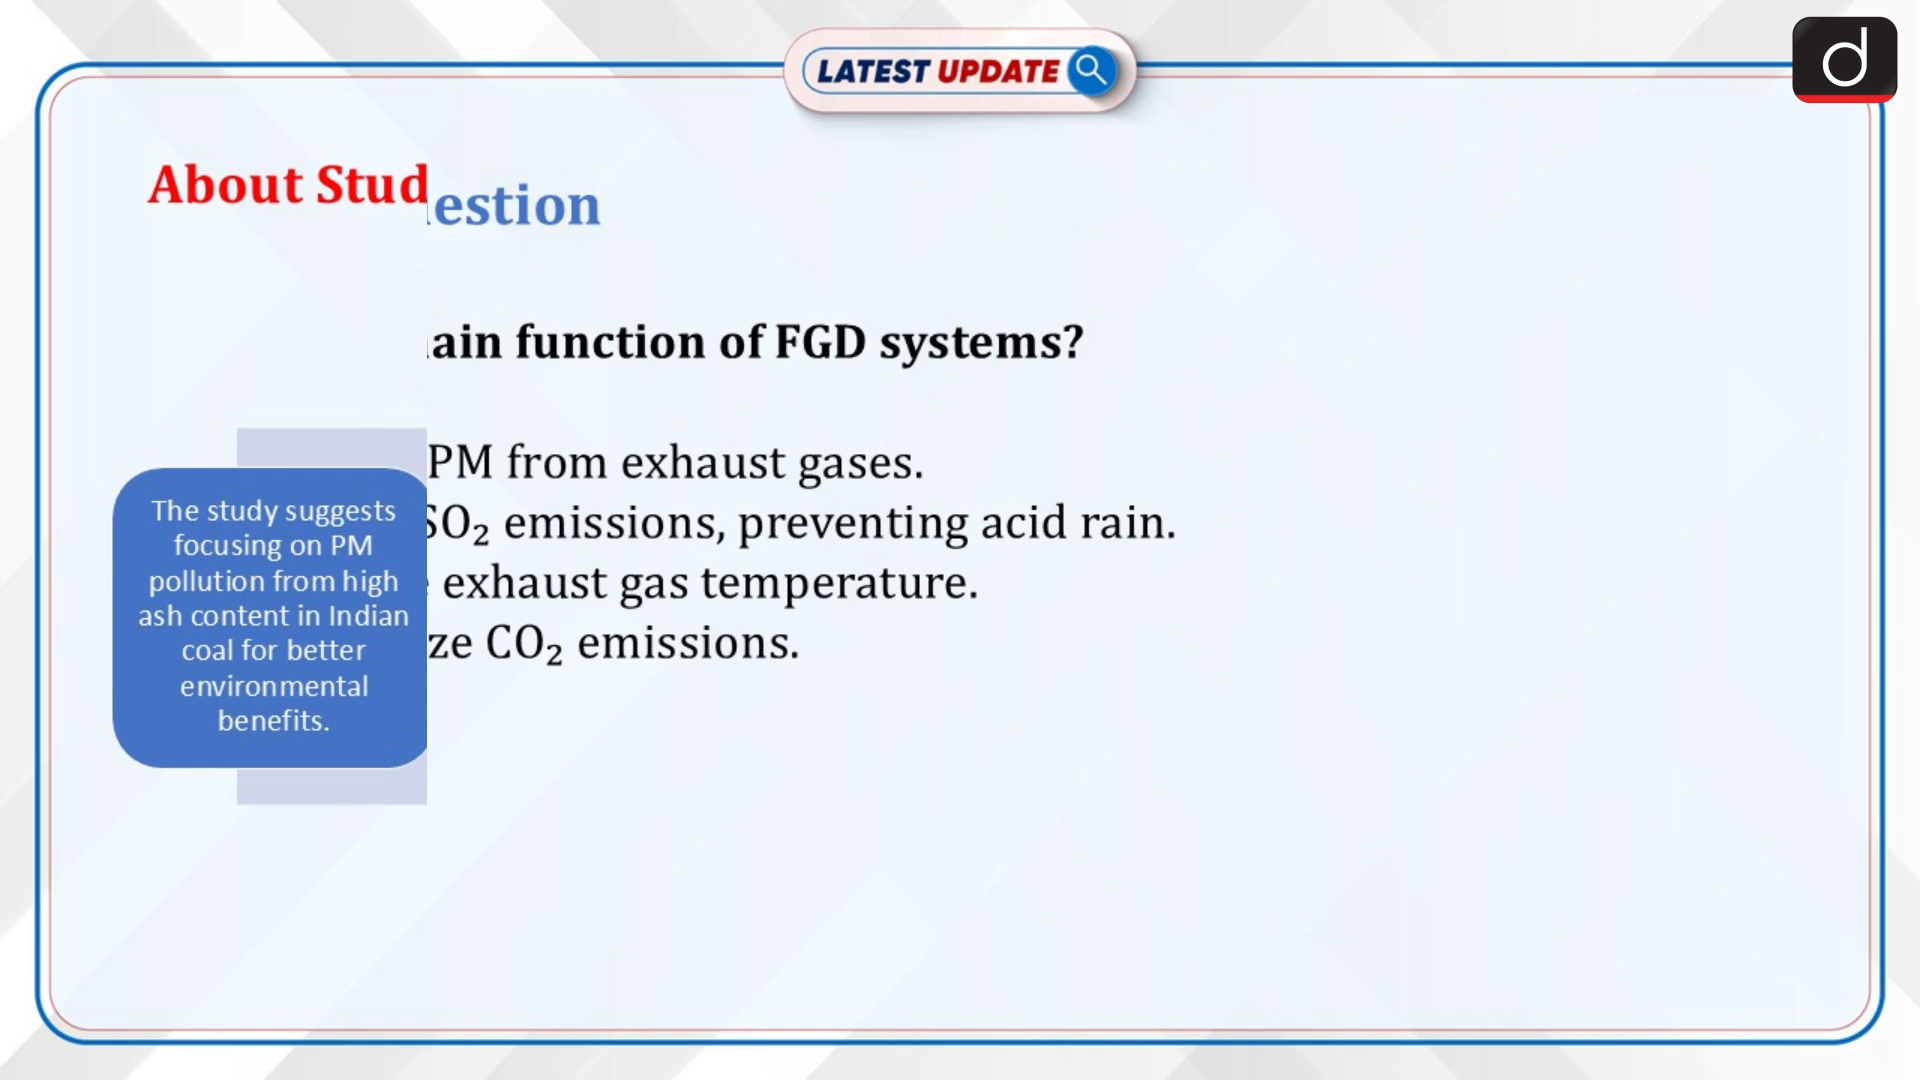 LATEST UPDATE
d
About Stud
estion
ain function of FGD systems?
PM from exhaust gases.
SO₂ emissions, preventing acid rain.
exhaust gas temperature.
ze CO₂ emissions.
The study suggests
focusing on PM
pollution from high
ash content in Indian
coal for better
environmental
benefits.